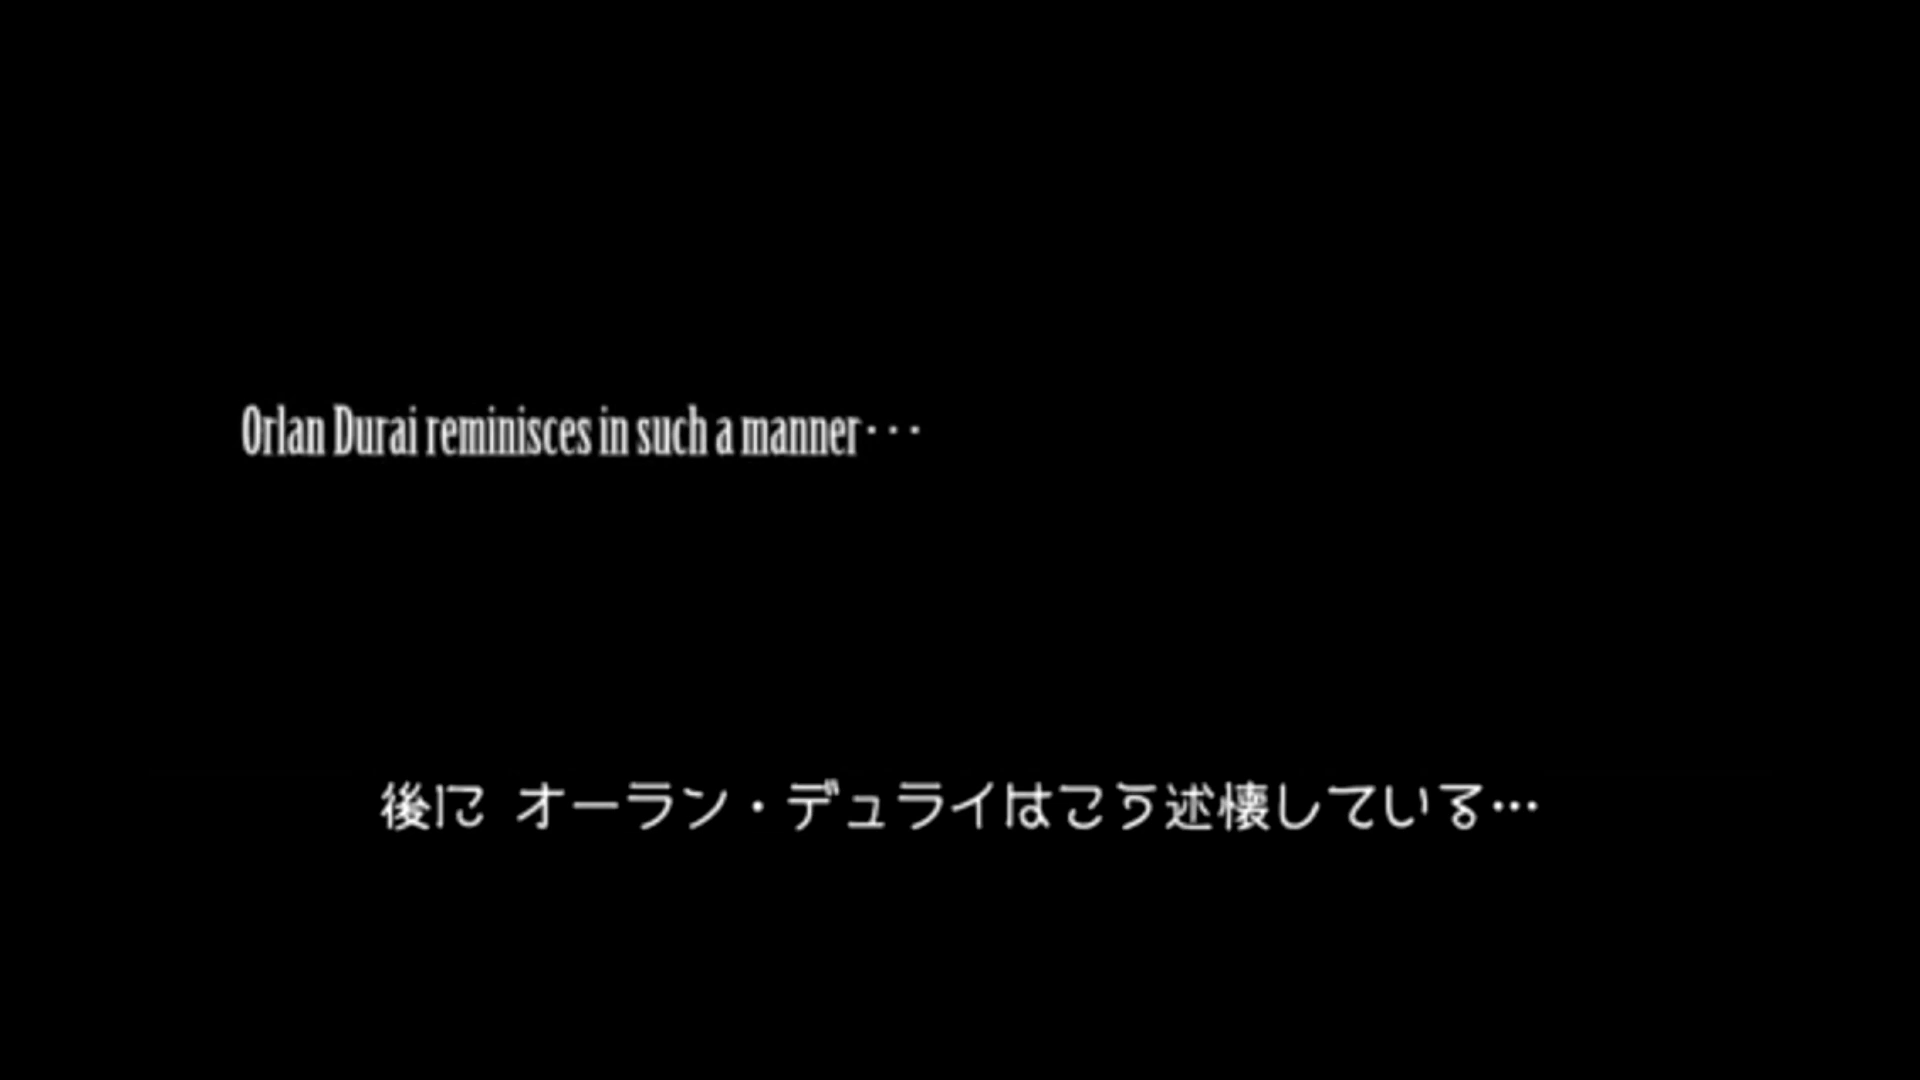 Orlan Durai reminisces in such a manner･･･
後に オーラン・デュライはこう述懐している…